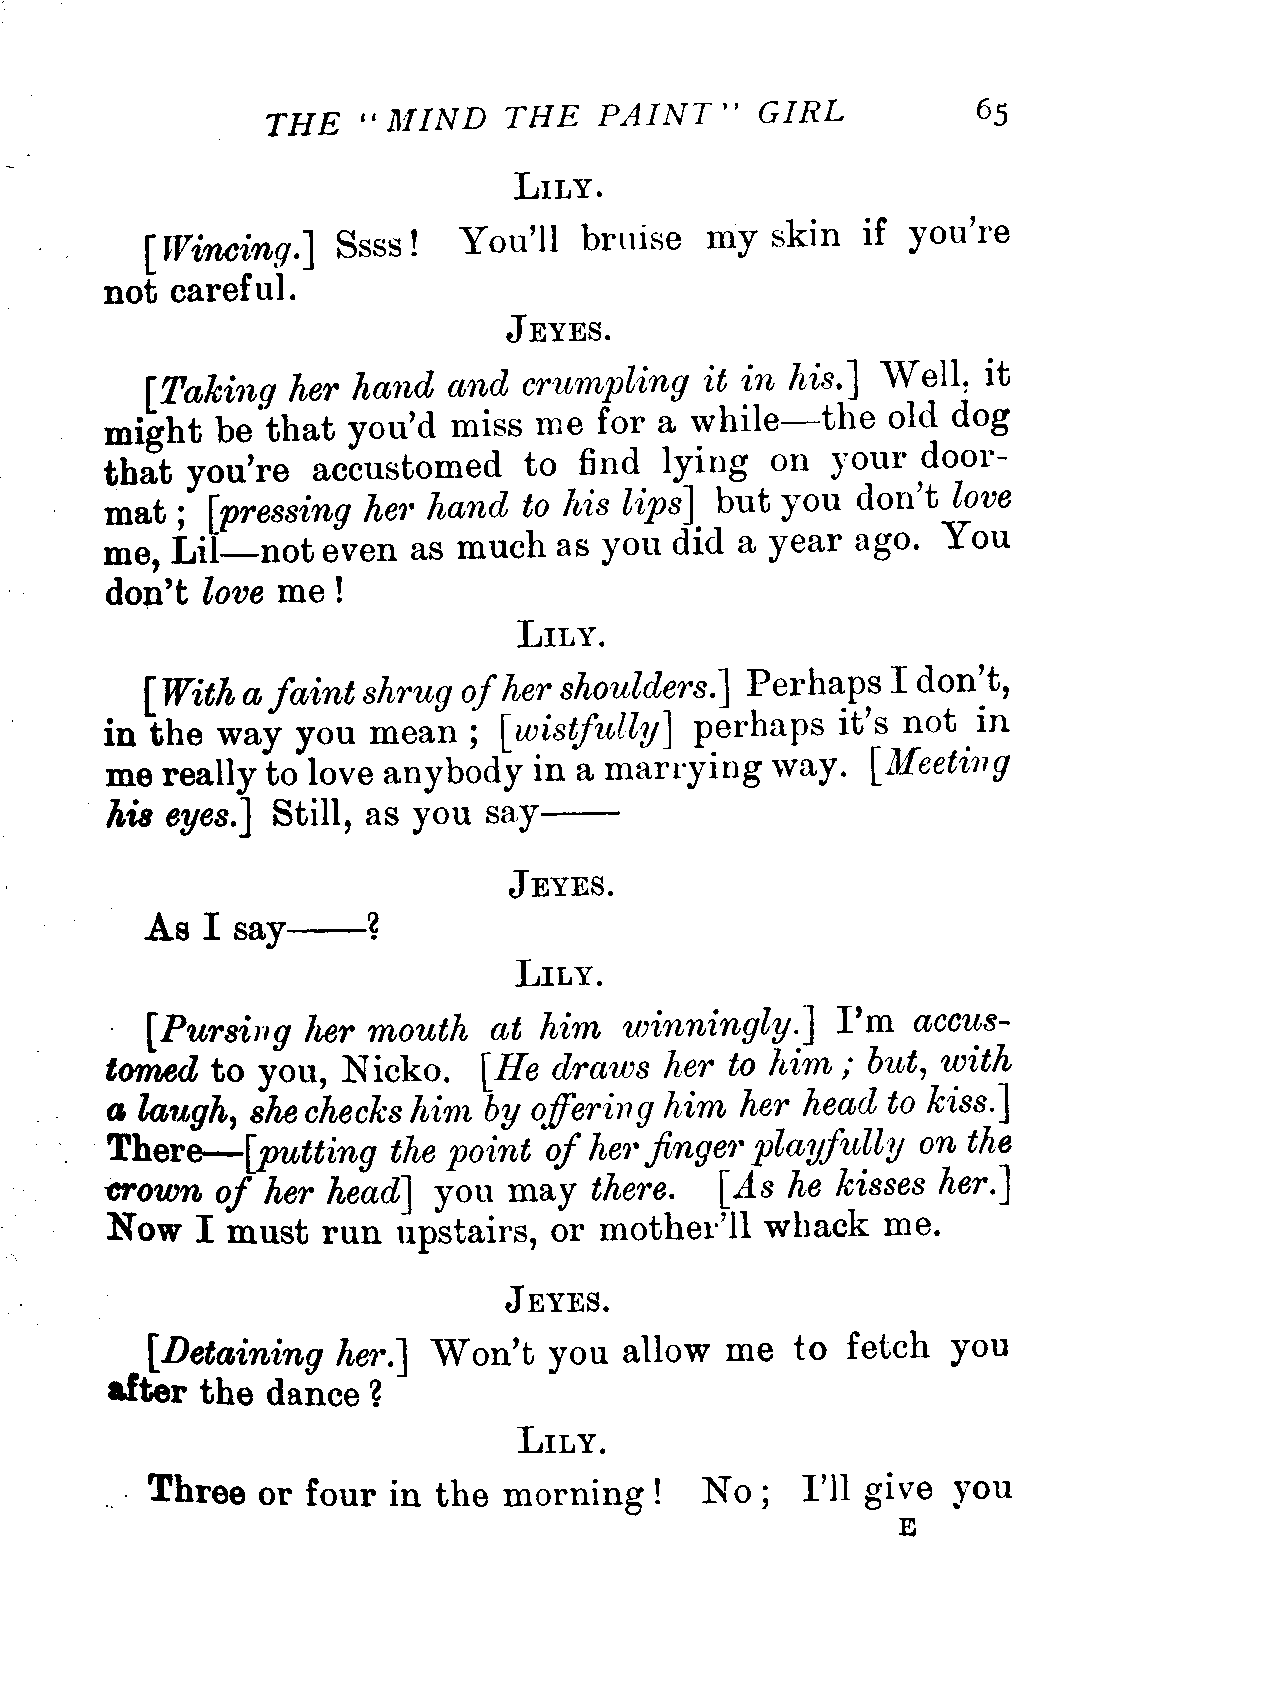 THE "MIND THE PAINT" GIRL 65
LILY.
[Wincing.] Ssss! You'll bruise my skin if you're
not careful.
JEYES.
[Taking her hand and crumpling it in his.] Well, it
might be that you'd miss me for a while—the old dog
that you're accustomed to find lying on your door-
mat; [pressing her hand to his lips] but you don't love
me, Lil—not even as much as you did a year ago. You
don't love me!
LILY.
[With a faint shrug of her shoulders.] Perhaps I don't,
in the way you mean; [wistfully] perhaps it's not in
me really to love anybody in a marrying way. [Meeting
his eyes.] Still, as you say——
JEYES.
As I say——?
LILY.
[Pursing her mouth at him winningly.] I'm accus-
tomed to you, Nicko. [He draws her to him; but, with
a laugh, she checks him by offering him her head to kiss.]
There—[putting the point of her finger playfully on the
crown of her head] you may there. [As he kisses her.]
Now I must run upstairs, or mother'll whack me.
JEYES.
[Detaining her.] Won't you allow me to fetch you
after the dance?
LILY.
Three or four in the morning! No; I'll give you
E